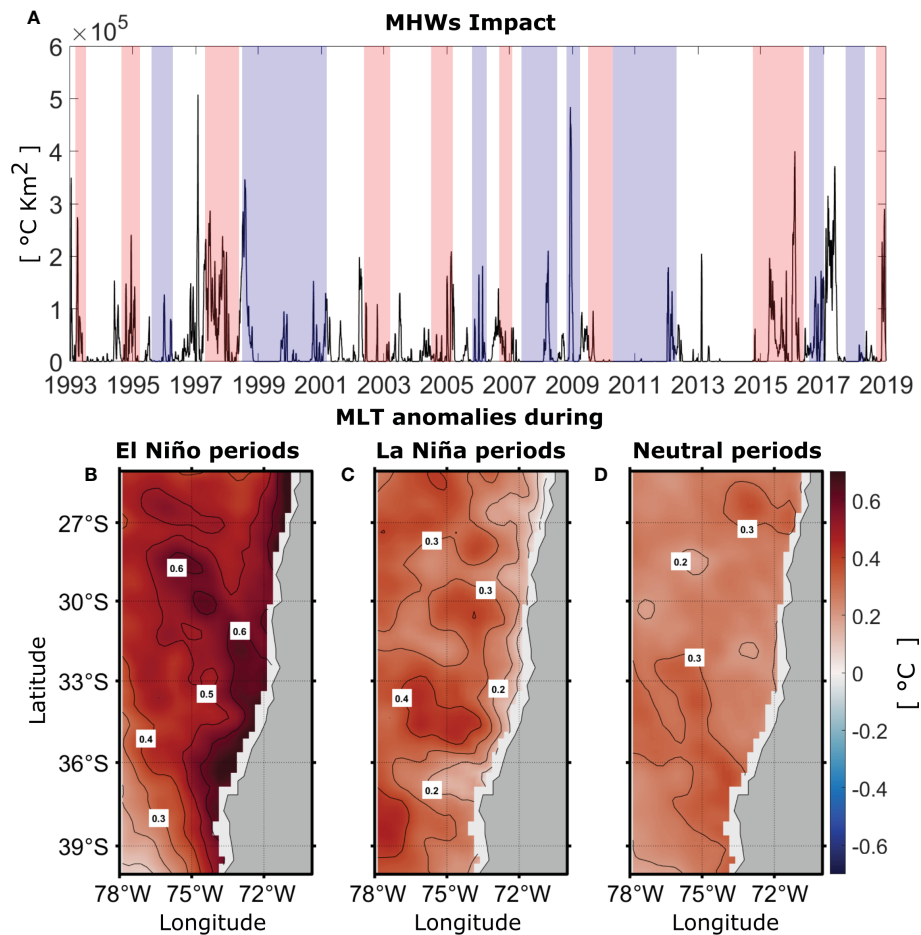 A
×10⁵
MHWs Impact
[ °C Km²]
6
5
4
3
2
1
0
1993 1995 1997 1999 2001 2003 2005 2007 2009 2011 2013 2015 2017 2019
MLT anomalies during
El Niño periods La Niña periods Neutral periods
B C D
Latitude
27°S
30°S
33°S
36°S
39°S
0.6
0.6
0.5
0.4
0.3
0.3
0.3
0.2
0.4
0.2
0.3
0.2
0.3
78°W 75°W 72°W 78°W 75°W 72°W 78°W 75°W 72°W
Longitude Longitude Longitude
0.6
0.4
0.2
0
-0.2
-0.4
-0.6
[ °C ]